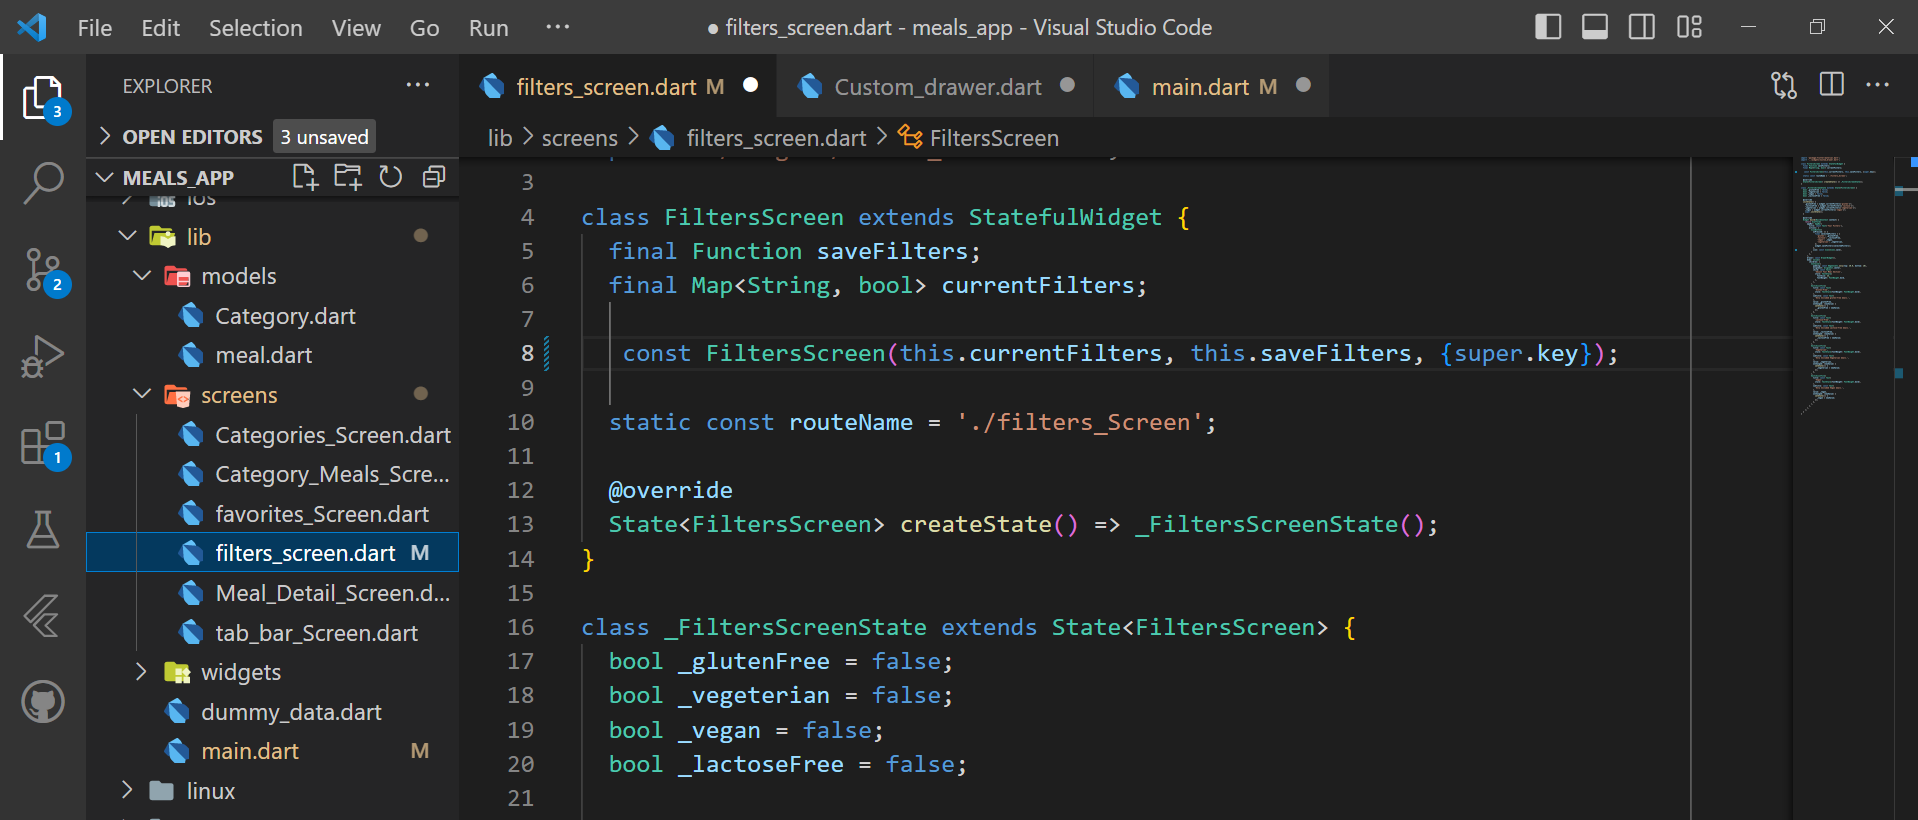 File Edit Selection View Go Run ···
● filters_screen.dart - meals_app - Visual Studio Code
EXPLORER ···
OPEN EDITORS 3 unsaved
MEALS_APP
ios
lib
models
Category.dart
meal.dart
screens
Categories_Screen.dart
Category_Meals_Scre...
favorites_Screen.dart
filters_screen.dart M
Meal_Detail_Screen.d...
tab_bar_Screen.dart
widgets
dummy_data.dart
main.dart M
linux
3
2
1
filters_screen.dart M ● Custom_drawer.dart ● main.dart M ●
lib > screens > filters_screen.dart > FiltersScreen
3
4 class FiltersScreen extends StatefulWidget {
5 final Function saveFilters;
6 final Map<String, bool> currentFilters;
7
8 const FiltersScreen(this.currentFilters, this.saveFilters, {super.key});
9
10 static const routeName = './filters_Screen';
11
12 @override
13 State<FiltersScreen> createState() => _FiltersScreenState();
14 }
15
16 class _FiltersScreenState extends State<FiltersScreen> {
17 bool _glutenFree = false;
18 bool _vegeterian = false;
19 bool _vegan = false;
20 bool _lactoseFree = false;
21